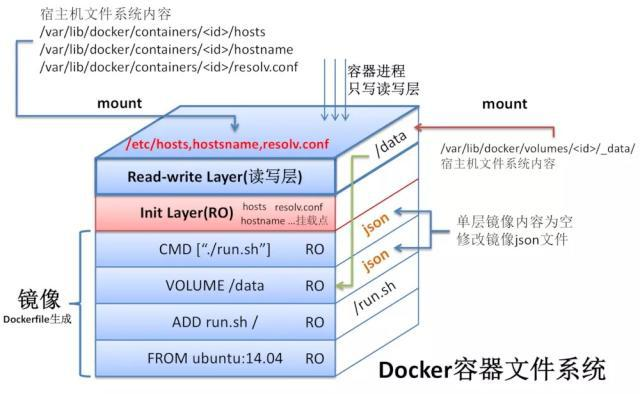 宿主机文件系统内容
/var/lib/docker/containers/<id>/hosts
/var/lib/docker/containers/<id>/hostname
/var/lib/docker/containers/<id>/resolv.conf
容器进程
只写读写层
mount
mount
/etc/hosts,hostsname,resolv.conf
/data
/var/lib/docker/volumes/<id>/_data/
宿主机文件系统内容
Read-write Layer(读写层)
Init Layer(RO)
hosts resolv.conf
hostname ...挂载点
json
单层镜像内容为空
修改镜像json文件
CMD [“./run.sh”] RO
json
VOLUME /data RO
/run.sh
镜像
Dockerfile生成
ADD run.sh / RO
FROM ubuntu:14.04 RO
Docker容器文件系统